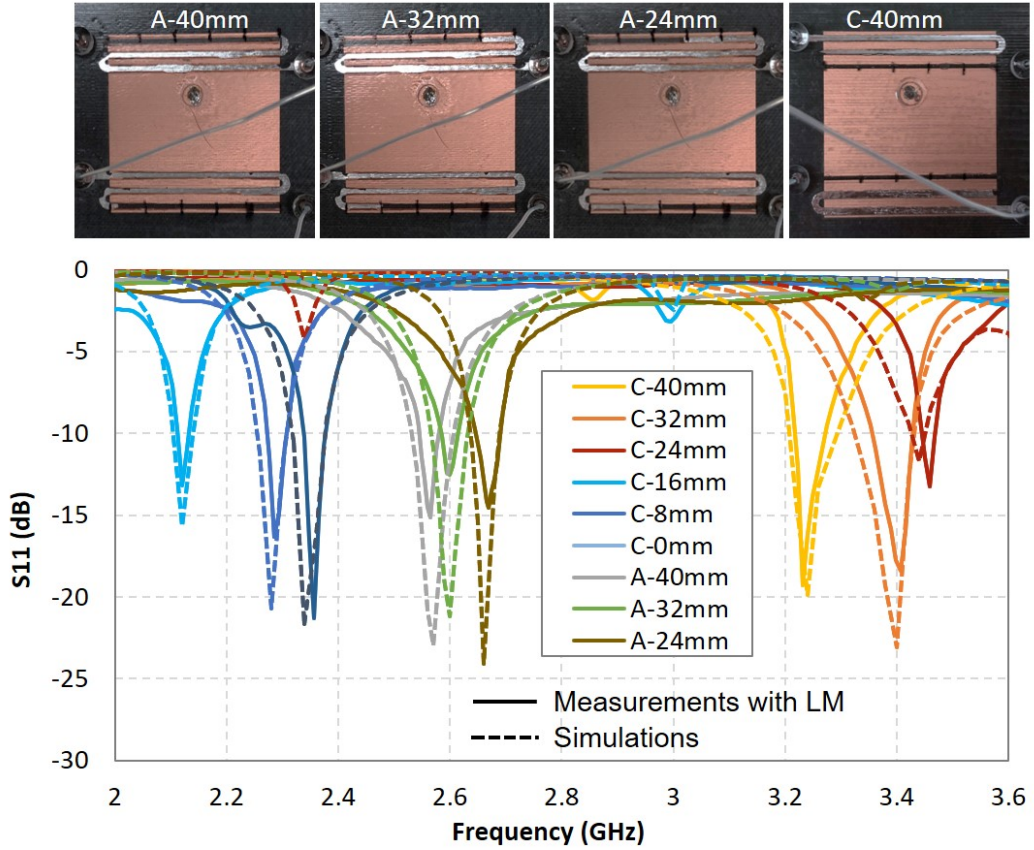 A-40mm A-32mm A-24mm C-40mm
0
-5
-10
-15
-20
-25
-30
S11 (dB)
C-40mm
C-32mm
C-24mm
C-16mm
C-8mm
C-0mm
A-40mm
A-32mm
A-24mm
Measurements with LM
Simulations
2 2.2 2.4 2.6 2.8 3 3.2 3.4 3.6
Frequency (GHz)